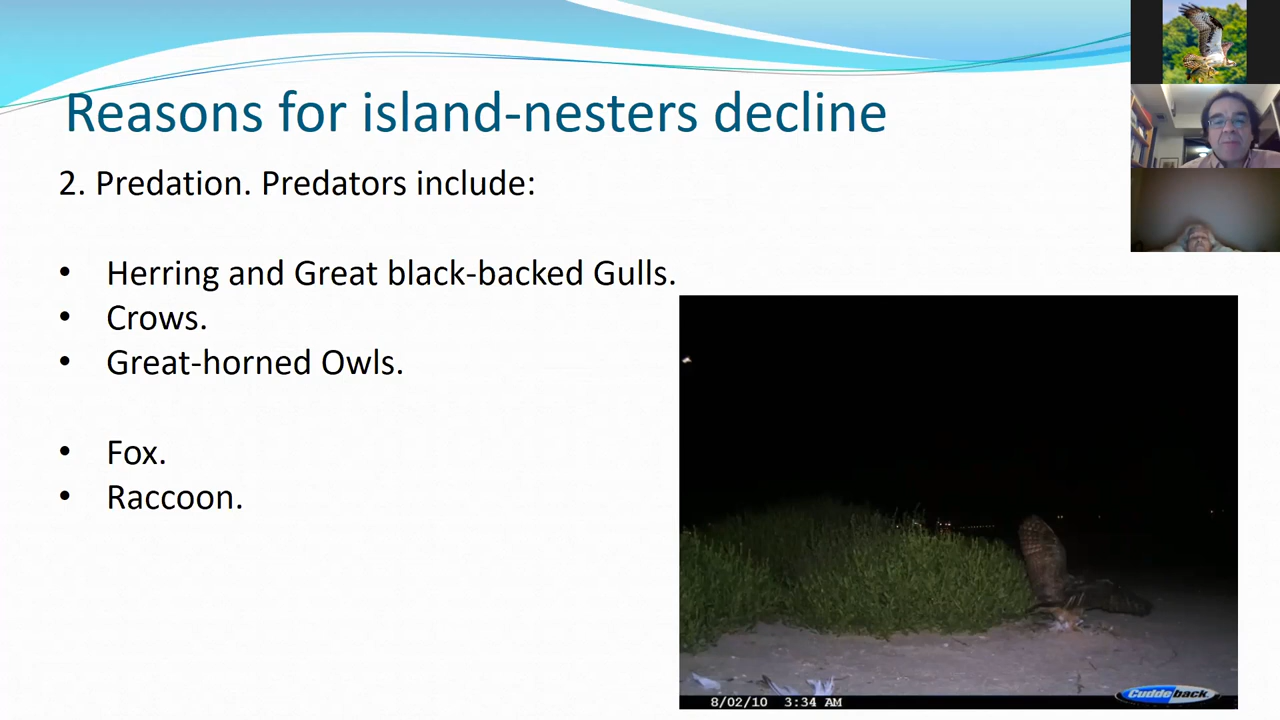 Reasons for island-nesters decline
2. Predation. Predators include:
• Herring and Great black-backed Gulls.
• Crows.
• Great-horned Owls.
• Fox.
• Raccoon.
8/02/10 3:34 AM
Cuddeback